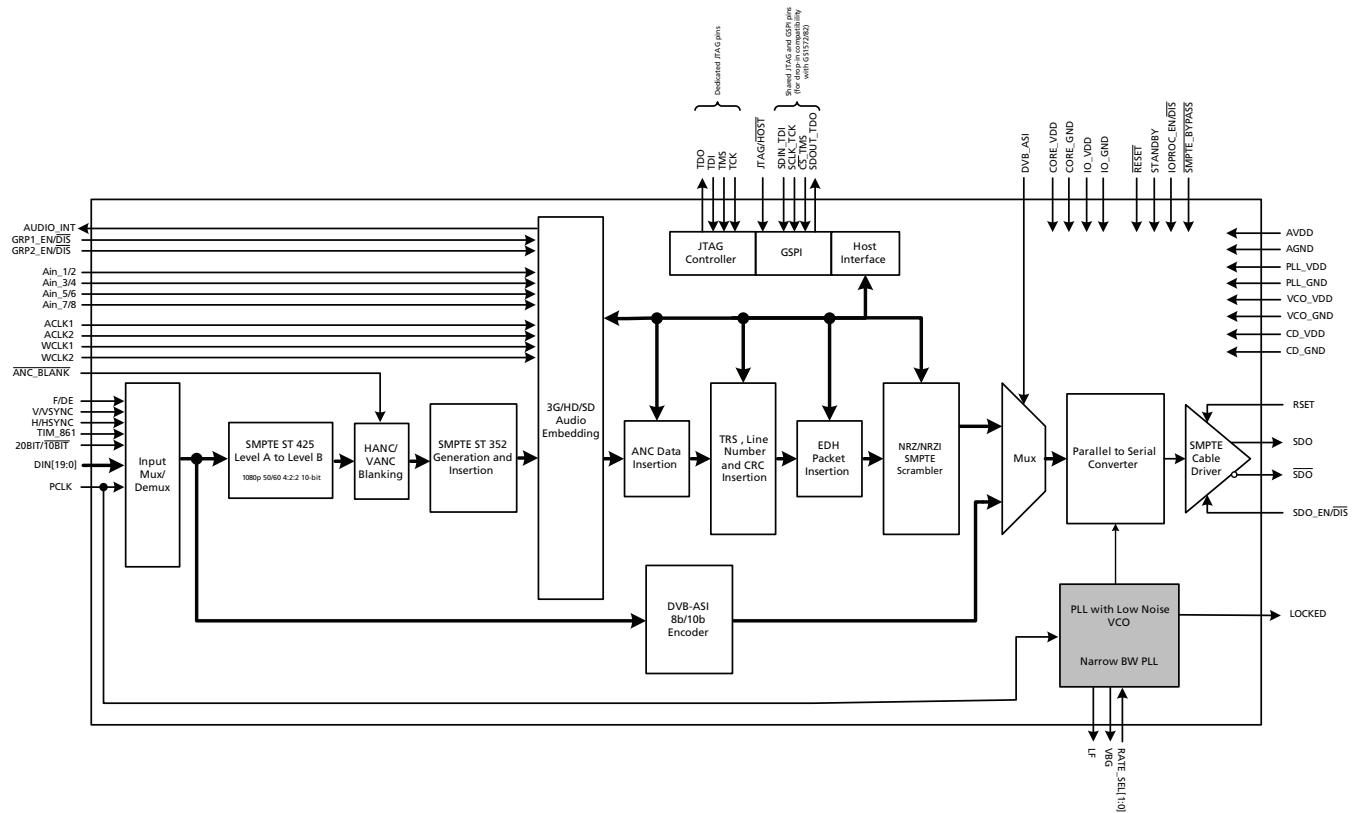 Dedicated JTAG pins
Shared JTAG and GSPI pins
(for drop-in compatibility
with GS1572/82)
TDO
TDI
TMS
TCK
JTAG/HOST
SDIN_TDI
SCLK_TCK
CS_TMS
SDOUT_TDO
DVB_ASI
CORE_VDD
CORE_GND
IO_VDD
IO_GND
RESET
STANDBY
IOPROC_EN/DIS
SMPTE_BYPASS
AUDIO_INT
GRP1_EN/DIS
GRP2_EN/DIS
Ain_1/2
Ain_3/4
Ain_5/6
Ain_7/8
ACLK1
ACLK2
WCLK1
WCLK2
ANC_BLANK
F/DE
V/VSYNC
H/HSYNC
TIM_861
20BIT/10BIT
DIN[19:0]
PCLK
JTAG
Controller
GSPI
Host
Interface
AVDD
AGND
PLL_VDD
PLL_GND
VCO_VDD
VCO_GND
CD_VDD
CD_GND
RSET
SDO
SDO
SDO_EN/DIS
LOCKED
Input
Mux/
Demux
SMPTE ST 425
Level A to Level B
1080p 50/60 4:2:2 10-bit
HANC/
VANC
Blanking
SMPTE ST 352
Generation and
Insertion
3G/HD/SD
Audio
Embedding
ANC Data
Insertion
TRS , Line
Number
and CRC
Insertion
EDH
Packet
Insertion
NRZ/NRZI
SMPTE
Scrambler
Mux
Parallel to Serial
Converter
SMPTE
Cable
Driver
DVB-ASI
8b/10b
Encoder
PLL with Low Noise
VCO
Narrow BW PLL
LF
VBG
RATE_SEL[1:0]